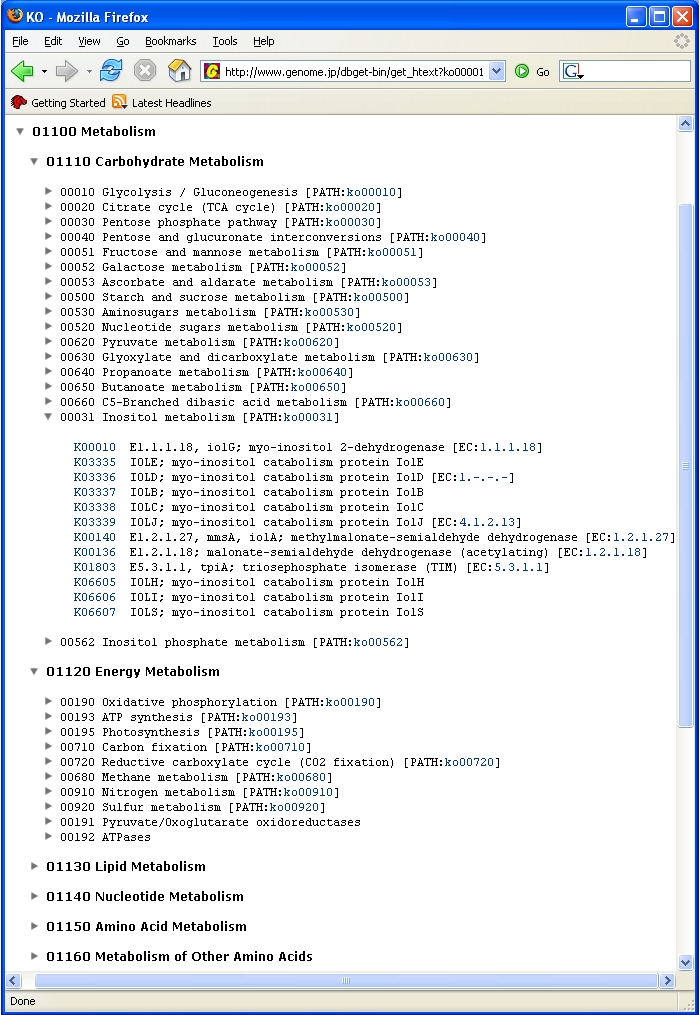 KO - Mozilla Firefox
File Edit View Go Bookmarks Tools Help
http://www.genome.jp/dbget-bin/get_htext?ko00001 Go G
Getting Started Latest Headlines
01100 Metabolism
01110 Carbohydrate Metabolism
00010 Glycolysis / Gluconeogenesis [PATH:ko00010]
00020 Citrate cycle (TCA cycle) [PATH:ko00020]
00030 Pentose phosphate pathway [PATH:ko00030]
00040 Pentose and glucuronate interconversions [PATH:ko00040]
00051 Fructose and mannose metabolism [PATH:ko00051]
00052 Galactose metabolism [PATH:ko00052]
00053 Ascorbate and aldarate metabolism [PATH:ko00053]
00500 Starch and sucrose metabolism [PATH:ko00500]
00530 Aminosugars metabolism [PATH:ko00530]
00520 Nucleotide sugars metabolism [PATH:ko00520]
00620 Pyruvate metabolism [PATH:ko00620]
00630 Glyoxylate and dicarboxylate metabolism [PATH:ko00630]
00640 Propanoate metabolism [PATH:ko00640]
00650 Butanoate metabolism [PATH:ko00650]
00660 C5-Branched dibasic acid metabolism [PATH:ko00660]
00031 Inositol metabolism [PATH:ko00031]
K00010 E1.1.1.18, iolG; myo-inositol 2-dehydrogenase [EC:1.1.1.18]
K03335 IOLE; myo-inositol catabolism protein IolE
K03336 IOLD; myo-inositol catabolism protein IolD [EC:1.-.-.-]
K03337 IOLB; myo-inositol catabolism protein IolB
K03338 IOLC; myo-inositol catabolism protein IolC
K03339 IOLJ; myo-inositol catabolism protein IolJ [EC:4.1.2.13]
K00140 E1.2.1.27, mmsA, iolA; methylmalonate-semialdehyde dehydrogenase [EC:1.2.1.27]
K00136 E1.2.1.18; malonate-semialdehyde dehydrogenase (acetylating) [EC:1.2.1.18]
K01803 E5.3.1.1, tpiA; triosephosphate isomerase (TIM) [EC:5.3.1.1]
K06605 IOLH; myo-inositol catabolism protein IolH
K06606 IOLI; myo-inositol catabolism protein IolI
K06607 IOLS; myo-inositol catabolism protein IolS
00562 Inositol phosphate metabolism [PATH:ko00562]
01120 Energy Metabolism
00190 Oxidative phosphorylation [PATH:ko00190]
00193 ATP synthesis [PATH:ko00193]
00195 Photosynthesis [PATH:ko00195]
00710 Carbon fixation [PATH:ko00710]
00720 Reductive carboxylate cycle (CO2 fixation) [PATH:ko00720]
00680 Methane metabolism [PATH:ko00680]
00910 Nitrogen metabolism [PATH:ko00910]
00920 Sulfur metabolism [PATH:ko00920]
00191 Pyruvate/Oxoglutarate oxidoreductases
00192 ATPases
01130 Lipid Metabolism
01140 Nucleotide Metabolism
01150 Amino Acid Metabolism
01160 Metabolism of Other Amino Acids
Done